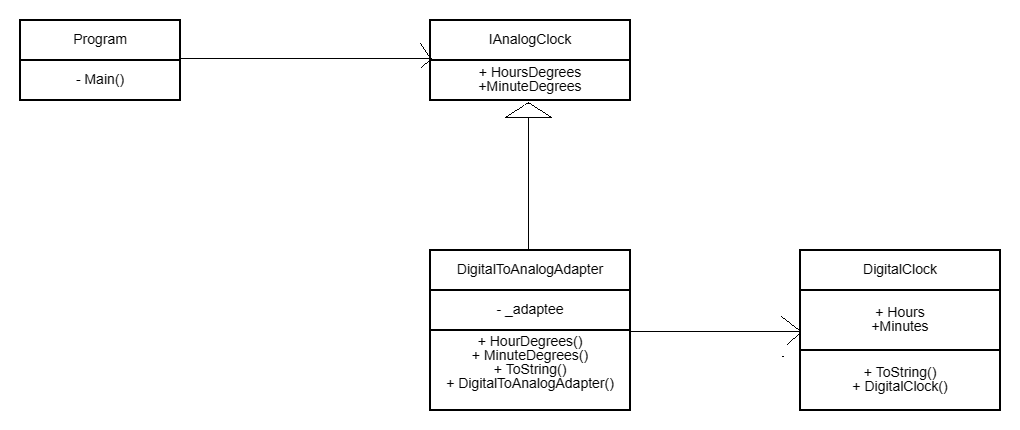 Program
- Main()
IAnalogClock
+ HoursDegrees
+MinuteDegrees
DigitalToAnalogAdapter
- _adaptee
+ HourDegrees()
+ MinuteDegrees()
+ ToString()
+ DigitalToAnalogAdapter()
DigitalClock
+ Hours
+Minutes
+ ToString()
+ DigitalClock()